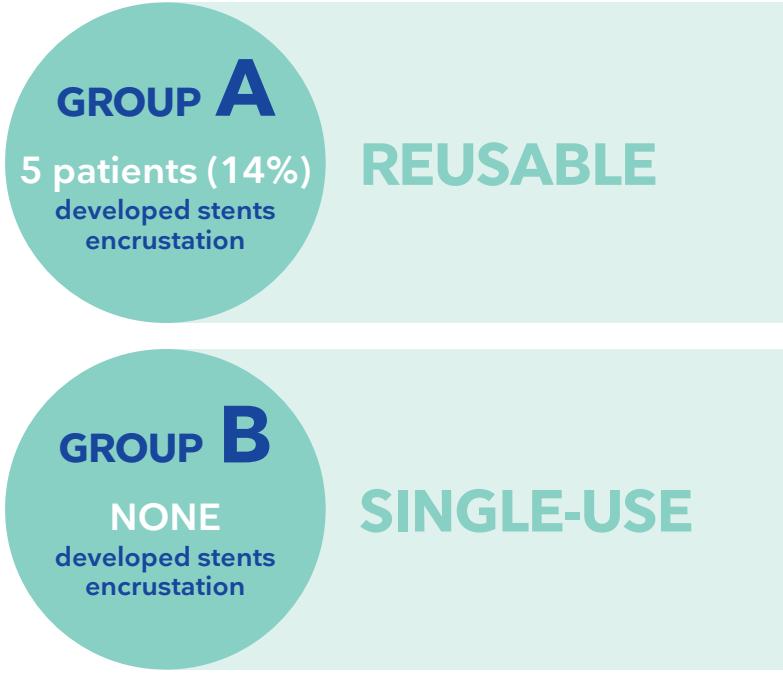 GROUP A
5 patients (14%)
developed stents
encrustation
REUSABLE
GROUP B
NONE
developed stents
encrustation
SINGLE-USE